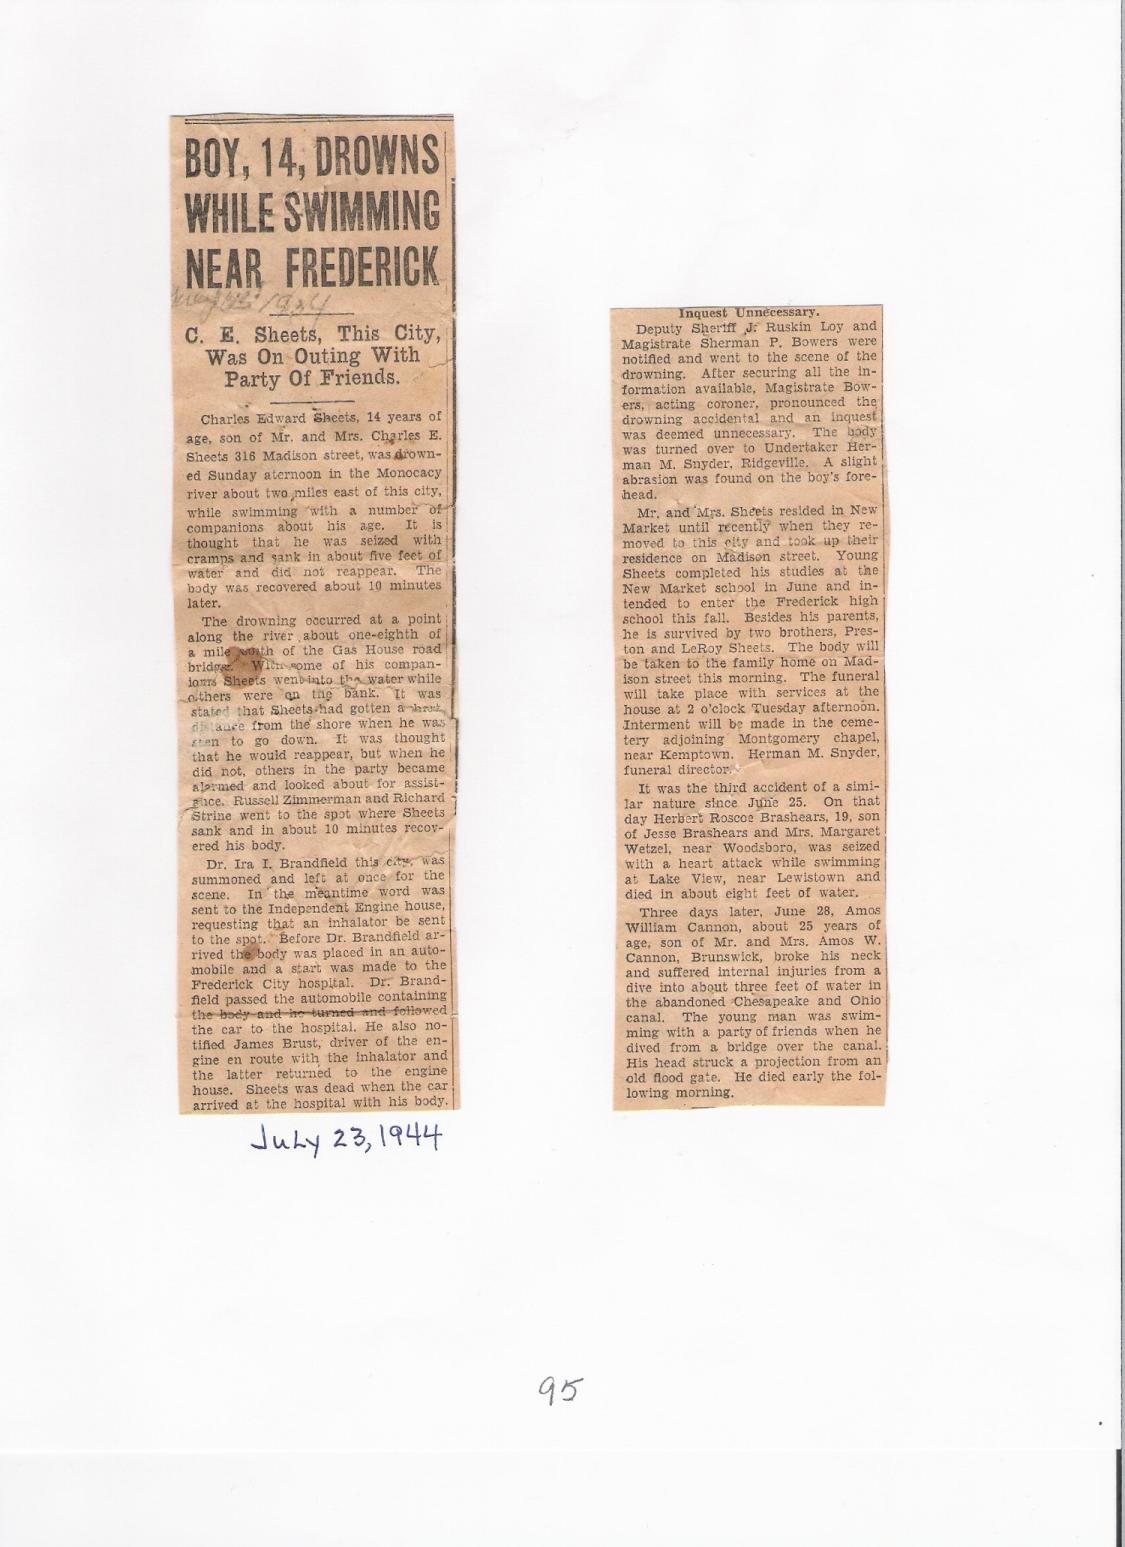 BOY, 14, DROWNS
WHILE SWIMMING
NEAR FREDERICK
1934
C. E. Sheets, This City,
Was On Outing With
Party Of Friends.
Charles Edward Sheets, 14 years of
age, son of Mr. and Mrs. Charles E.
Sheets 316 Madison street, was drown-
ed Sunday aternoon in the Monocacy
river about two miles east of this city,
while swimming with a number of
companions about his age. It is
thought that he was seized with
cramps and sank in about five feet of
water and did not reappear. The
body was recovered about 10 minutes
later.
The drowning occurred at a point
along the river about one-eighth of
a mile of the Gas House road
bridge. With some of his compan-
ions Sheets went into the water while
others were on the bank. It was
stated that Sheets had gotten a short
distance from the shore when he was
seen to go down. It was thought
that he would reappear, but when he
did not, others in the party became
alarmed and looked about for assist-
ance. Russell Zimmerman and Richard
Strine went to the spot where Sheets
sank and in about 10 minutes recov-
ered his body.
Dr. Ira I. Brandfield this city, was
summoned and left at once for the
scene. In the meantime word was
sent to the Independent Engine house,
requesting that an inhalator be sent
to the spot. Before Dr. Brandfield ar-
rived the body was placed in an auto-
mobile and a start was made to the
Frederick City hospital. Dr. Brand-
field passed the automobile containing
the body and he turned and followed
the car to the hospital. He also no-
tified James Brust, driver of the en-
gine en route with the inhalator and
the latter returned to the engine
house. Sheets was dead when the car
arrived at the hospital with his body.
July 23, 1944
Inquest Unnecessary.
Deputy Sheriff J. Ruskin Loy and
Magistrate Sherman P. Bowers were
notified and went to the scene of the
drowning. After securing all the in-
formation available, Magistrate Bow-
ers, acting coroner, pronounced the
drowning accidental and an inquest
was deemed unnecessary. The body
was turned over to Undertaker Her-
man M. Snyder, Ridgeville. A slight
abrasion was found on the boy's fore-
head.
Mr. and Mrs. Sheets resided in New
Market until recently when they re-
moved to this city and took up their
residence on Madison street. Young
Sheets completed his studies at the
New Market school in June and in-
tended to enter the Frederick high
school this fall. Besides his parents,
he is survived by two brothers, Pres-
ton and LeRoy Sheets. The body will
be taken to the family home on Mad-
ison street this morning. The funeral
will take place with services at the
house at 2 o'clock Tuesday afternoon.
Interment will be made in the ceme-
tery adjoining Montgomery chapel,
near Kemptown. Herman M. Snyder,
funeral director.
It was the third accident of a simi-
lar nature since June 25. On that
day Herbert Roscoe Brashears, 19, son
of Jesse Brashears and Mrs. Margaret
Wetzel, near Woodsboro, was seized
with a heart attack while swimming
at Lake View, near Lewistown and
died in about eight feet of water.
Three days later, June 28, Amos
William Cannon, about 25 years of
age, son of Mr. and Mrs. Amos W.
Cannon, Brunswick, broke his neck
and suffered internal injuries from a
dive into about three feet of water in
the abandoned Chesapeake and Ohio
canal. The young man was swim-
ming with a party of friends when he
dived from a bridge over the canal.
His head struck a projection from an
old flood gate. He died early the fol-
lowing morning.
95